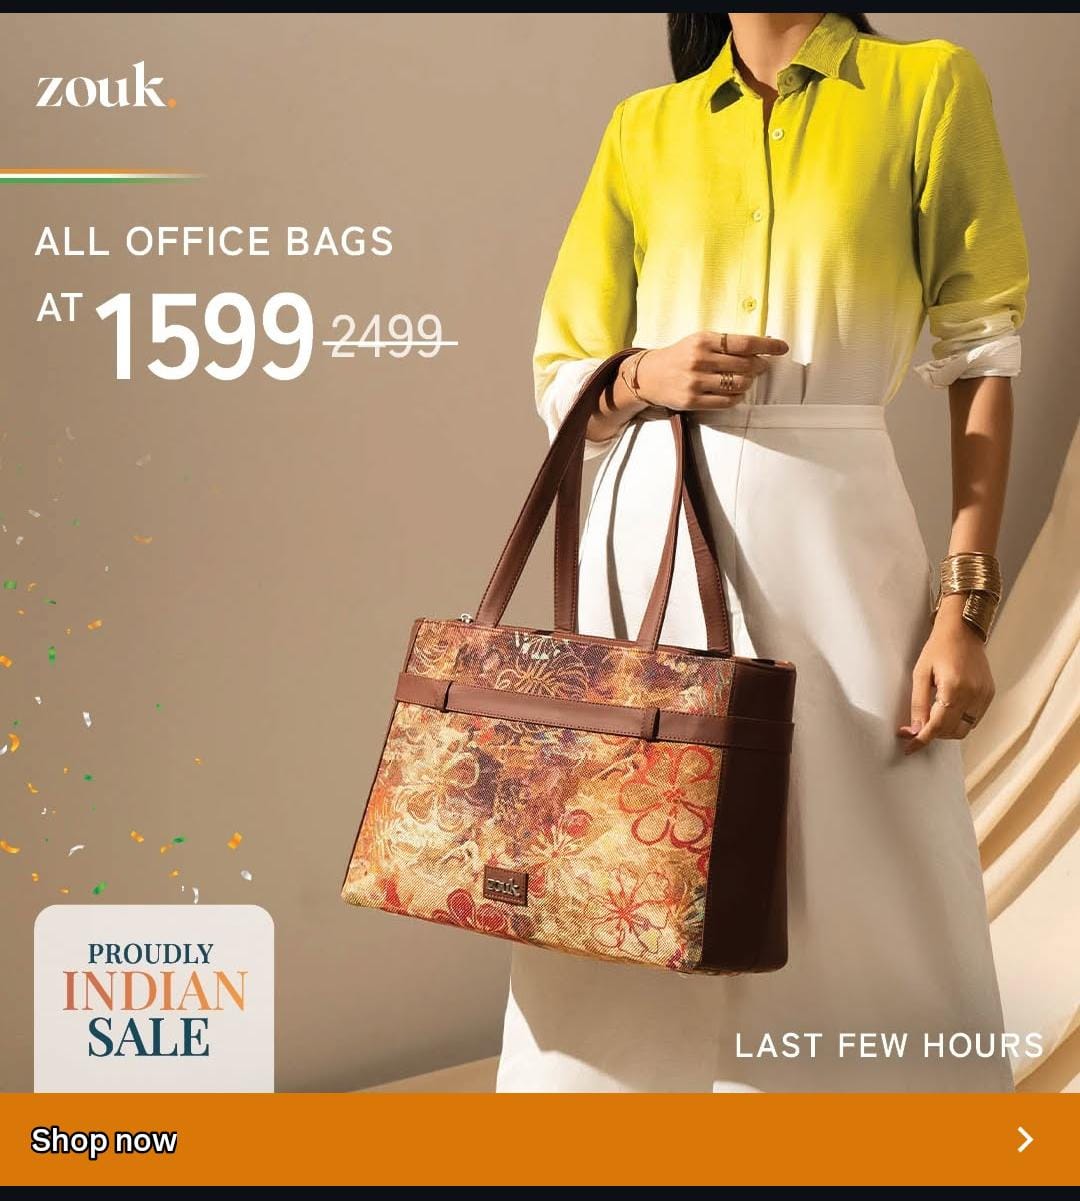 zouk.
ALL OFFICE BAGS
AT 1599 2499
zouk
PROUDLY
INDIAN
SALE
LAST FEW HOURS
Shop now